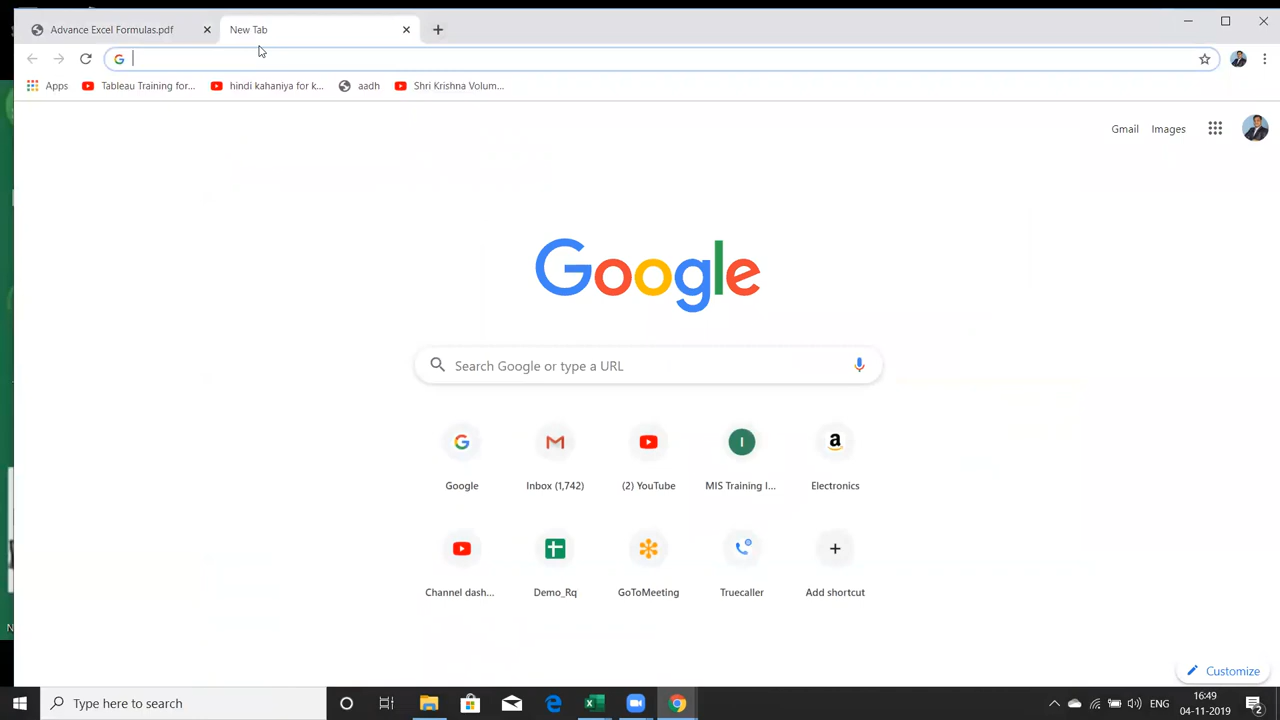 Advance Excel Formulas.pdf
New Tab
Apps
Tableau Training for...
hindi kahaniya for k...
aadh
Shri Krishna Volum...
Gmail
Images
Google
Search Google or type a URL
Google
Inbox (1,742)
(2) YouTube
I
MIS Training I...
a
Electronics
Channel dash...
Demo_Rq
GoToMeeting
Truecaller
Add shortcut
Customize
Type here to search
ENG
16:49
04-11-2019
2